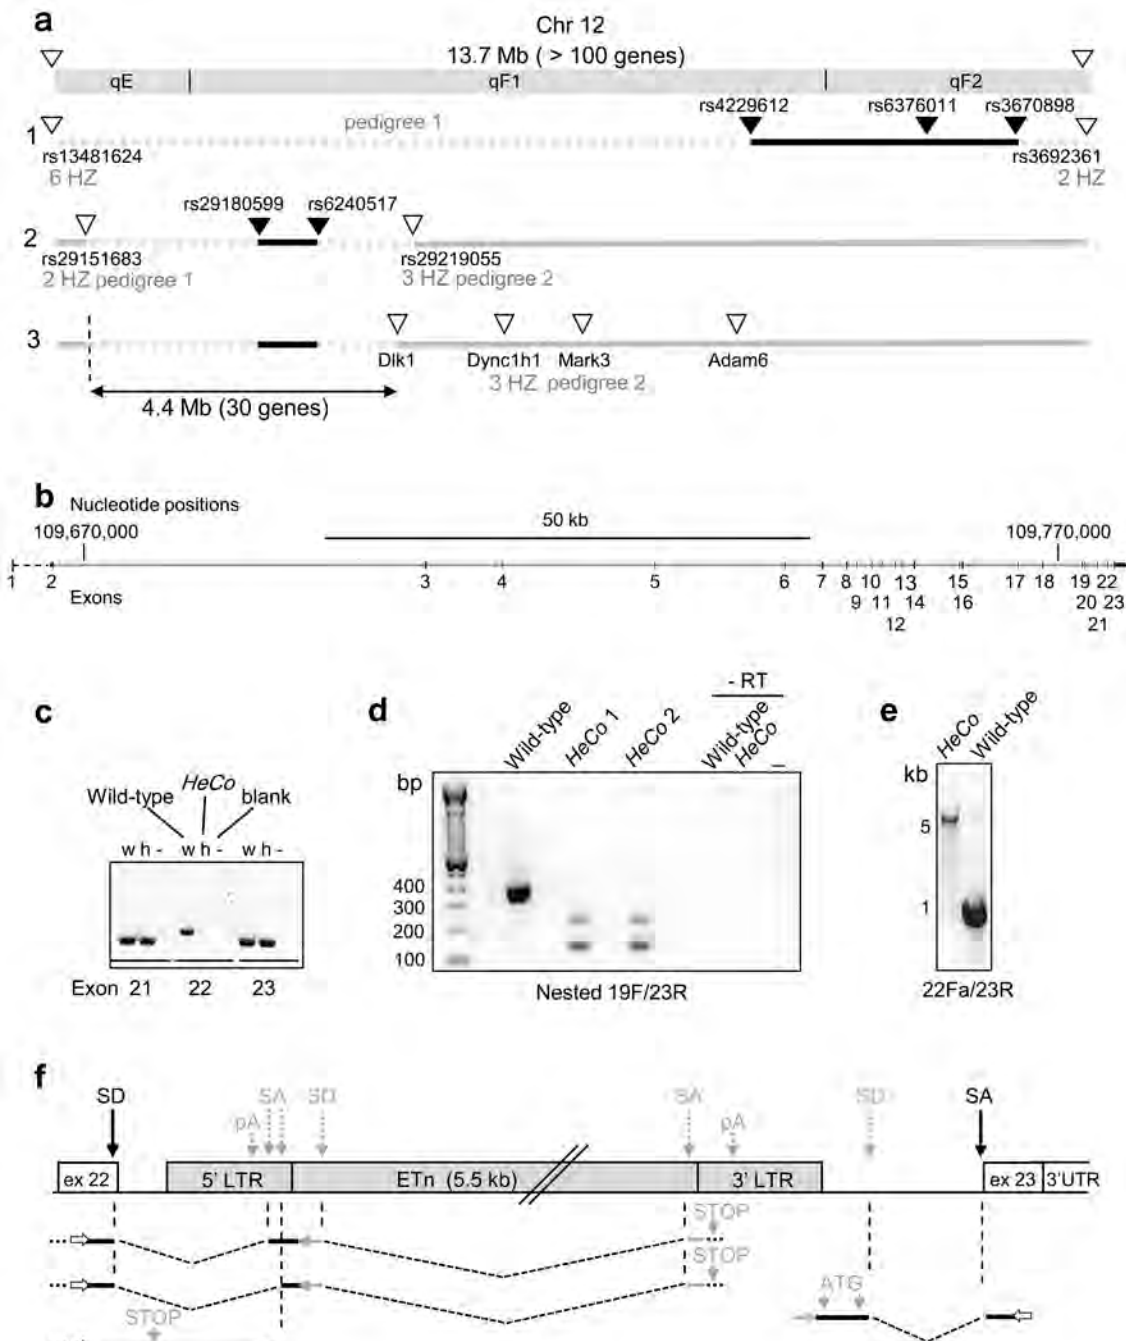 a
Chr 12
13.7 Mb ( > 100 genes)
qE qF1 qF2
rs4229612 rs6376011 rs3670898
pedigree 1
1
rs13481624 rs3692361
6 HZ 2 HZ
rs29180599 rs6240517
2
rs29151683 rs29219055
2 HZ pedigree 1 3 HZ pedigree 2
3
Dlk1 Dync1h1 Mark3 Adam6
3 HZ pedigree 2
4.4 Mb (30 genes)
b
Nucleotide positions
109,670,000 50 kb 109,770,000
1 2 3 4 5 6 7 8 10 12 13 15 17 18 19 22
Exons
9 11 14 16 20 23
12 21
c
HeCo
Wild-type blank
w h - w h - w h -
Exon 21 22 23
d
- RT
Wild-type HeCo 1 HeCo 2 Wild-type HeCo _
bp
400
300
200
100
Nested 19F/23R
e
HeCo Wild-type
kb
5
1
22Fa/23R
f
SD SA SD SA SD SA
pA pA
ex 22 5' LTR ETn (5.5 kb) 3' LTR ex 23 3'UTR
STOP
STOP
ATG
STOP